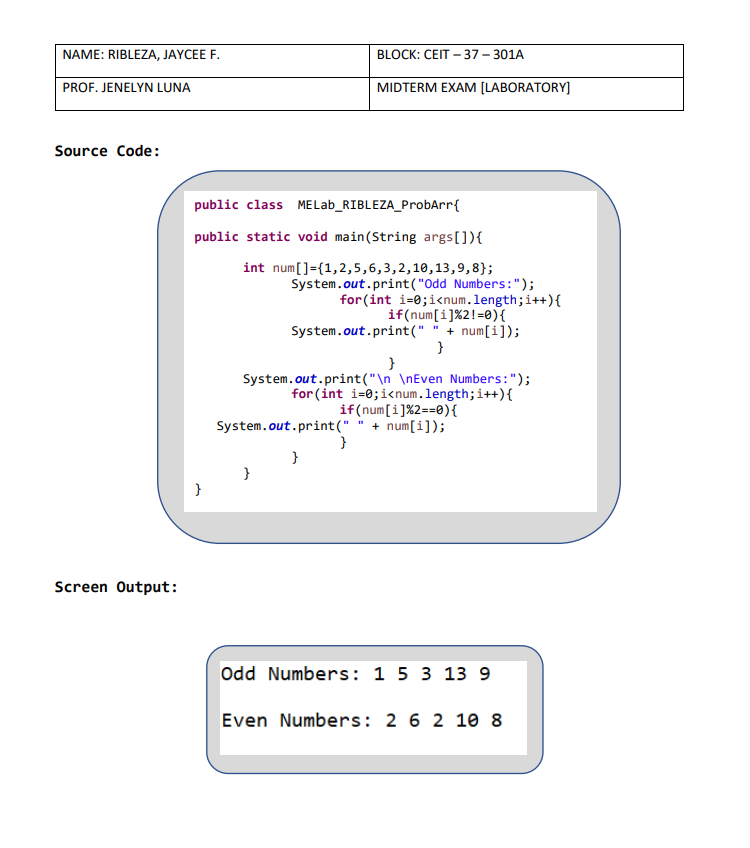 NAME: RIBLEZA, JAYCEE F. BLOCK: CEIT – 37 – 301A
PROF. JENELYN LUNA MIDTERM EXAM [LABORATORY]
Source Code:
public class MELab_RIBLEZA_ProbArr{
public static void main(String args[]){
int num[]={1,2,5,6,3,2,10,13,9,8};
System.out.print("Odd Numbers:");
for(int i=0;i<num.length;i++){
if(num[i]%2!=0){
System.out.print(" " + num[i]);
}
}
System.out.print("\n \nEven Numbers:");
for(int i=0;i<num.length;i++){
if(num[i]%2==0){
System.out.print(" " + num[i]);
}
}
}
}
Screen Output:
Odd Numbers: 1 5 3 13 9
Even Numbers: 2 6 2 10 8